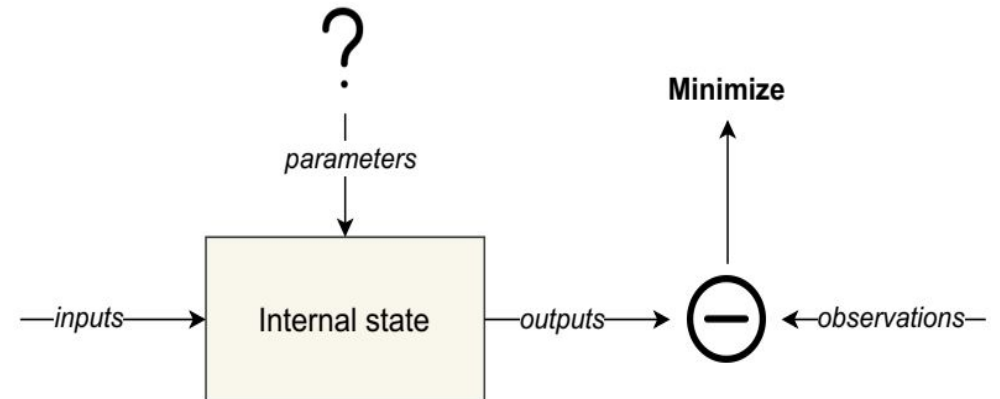 ?
Minimize
parameters
inputs
Internal state
outputs
observations